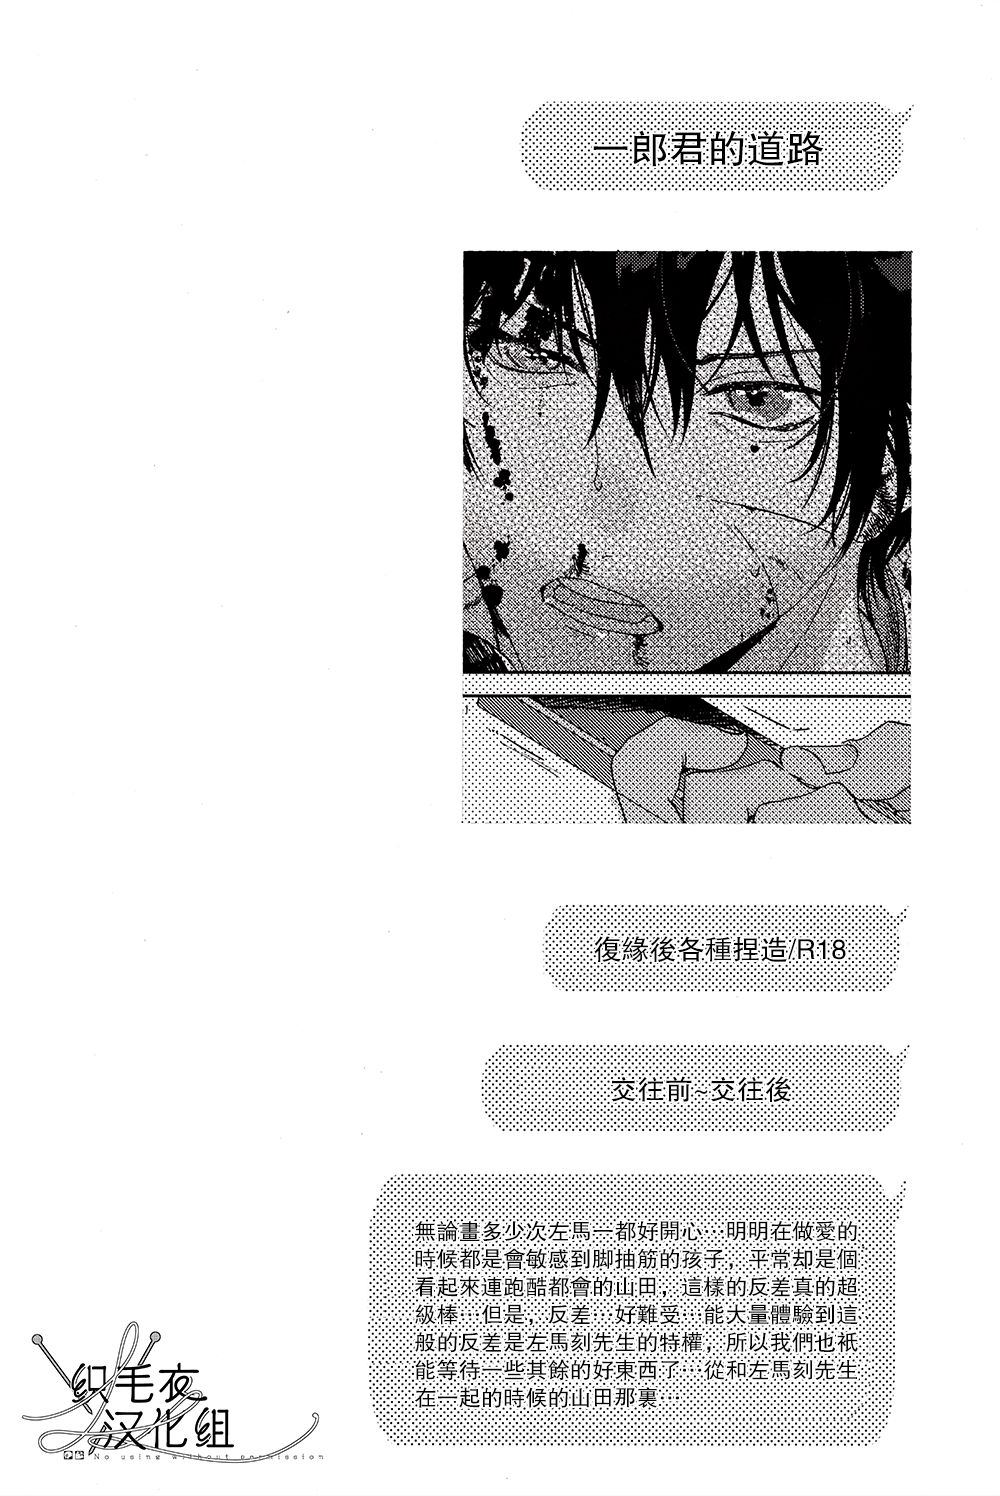 一郎君的道路
復緣後各種捏造/R18
交往前~交往後
無論畫多少次左馬一都好開心…明明在做愛的
時候都是會敏感到脚抽筋的孩子，平常却是個
看起來連跑酷都會的山田，這樣的反差真的超
級棒…但是，反差…好難受…能大量體驗到這
般的反差是左馬刻先生的特權，所以我們也衹
能等待一些其餘的好東西了…從和左馬刻先生
在一起的時候的山田那裏…
织毛衣
汉化组
No using without permission